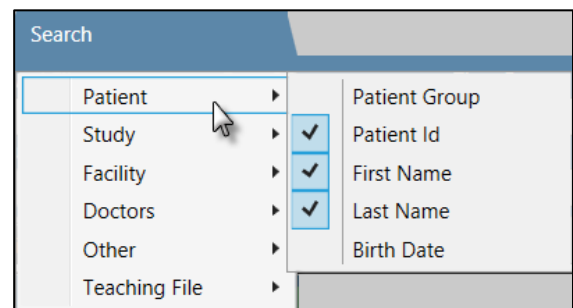 Search
Patient
Study
Facility
Doctors
Other
Teaching File
Patient Group
Patient Id
First Name
Last Name
Birth Date